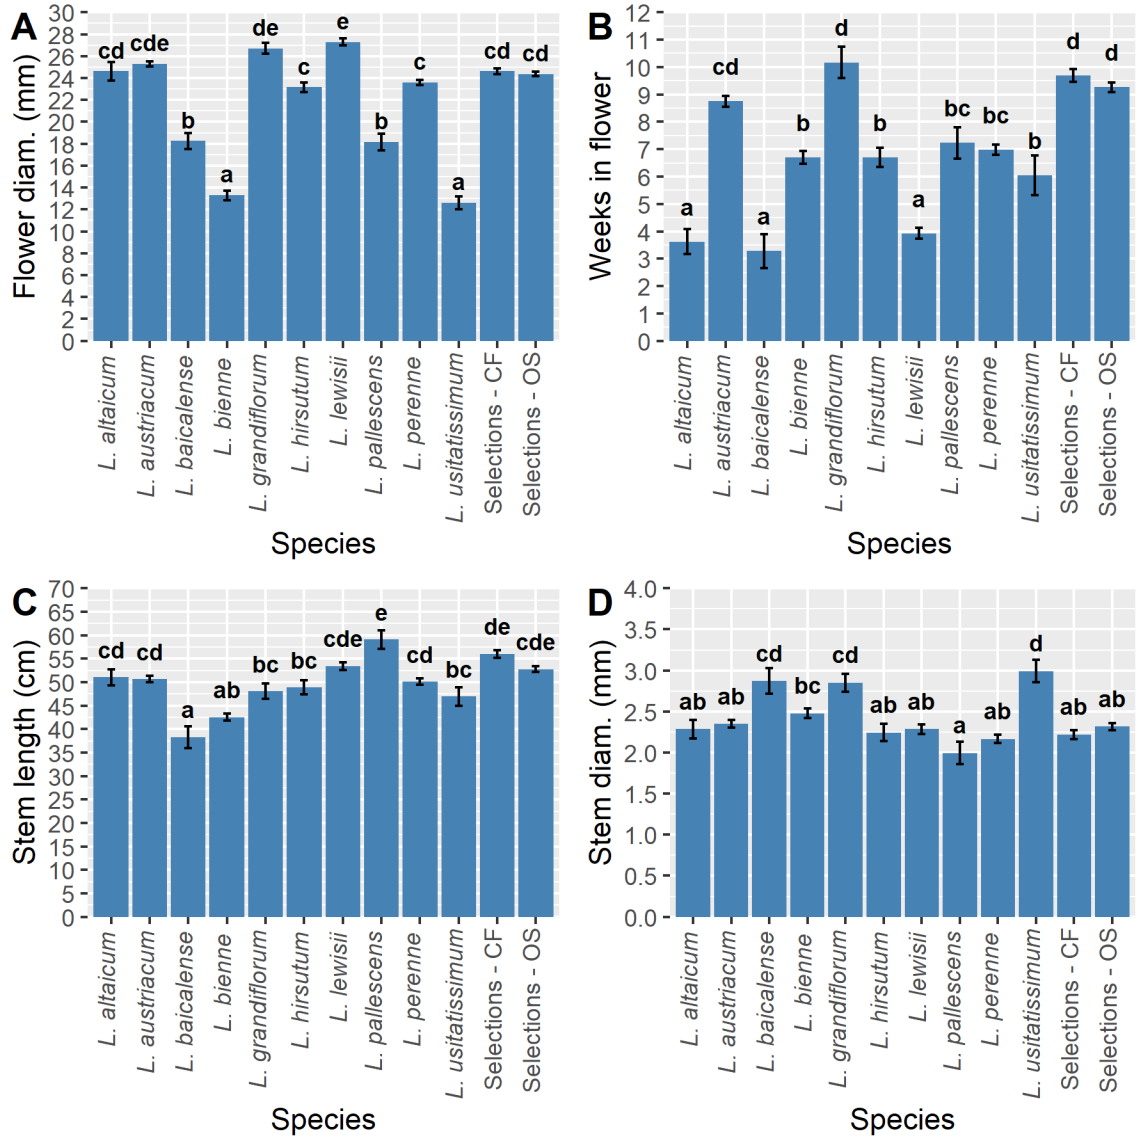 A
Flower diam. (mm)
30
28
26
24
22
20
18
16
14
12
10
8
6
4
2
0
cd
cde
b
a
de
c
e
b
c
a
cd
cd
L. altaicum
L. austriacum
L. baicalense
L. bienne
L. grandiflorum
L. hirsutum
L. lewisii
L. pallescens
L. perenne
L. usitatissimum
Selections - CF
Selections - OS
Species
B
Weeks in flower
12
11
10
9
8
7
6
5
4
3
2
1
0
a
cd
a
b
d
b
a
bc
bc
b
d
d
L. altaicum
L. austriacum
L. baicalense
L. bienne
L. grandiflorum
L. hirsutum
L. lewisii
L. pallescens
L. perenne
L. usitatissimum
Selections - CF
Selections - OS
Species
C
Stem length (cm)
70
65
60
55
50
45
40
35
30
25
20
15
10
5
0
cd
cd
a
ab
bc
bc
cde
e
cd
bc
de
cde
L. altaicum
L. austriacum
L. baicalense
L. bienne
L. grandiflorum
L. hirsutum
L. lewisii
L. pallescens
L. perenne
L. usitatissimum
Selections - CF
Selections - OS
Species
D
Stem diam. (mm)
4.0
3.5
3.0
2.5
2.0
1.5
1.0
0.5
0.0
ab
ab
cd
bc
cd
ab
ab
a
ab
d
ab
ab
L. altaicum
L. austriacum
L. baicalense
L. bienne
L. grandiflorum
L. hirsutum
L. lewisii
L. pallescens
L. perenne
L. usitatissimum
Selections - CF
Selections - OS
Species